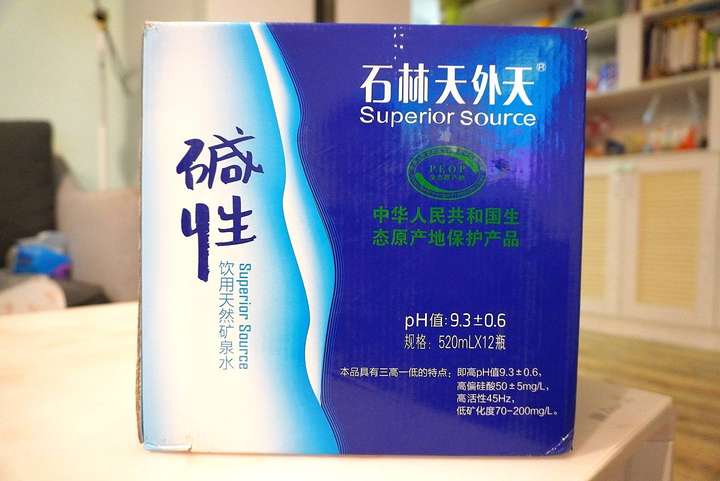 石林天外天®
Superior Source
PEOP
中华人民共和国生
态原产地保护产品
pH值:9.3±0.6
规格:520mLX12瓶
本品具有三高一低的特点:即高pH值9.3±0.6,
高偏硅酸50±5mg/L,
高活性45Hz,
低矿化度70-200mg/L。
碱性
饮用天然矿泉水
Superior Source